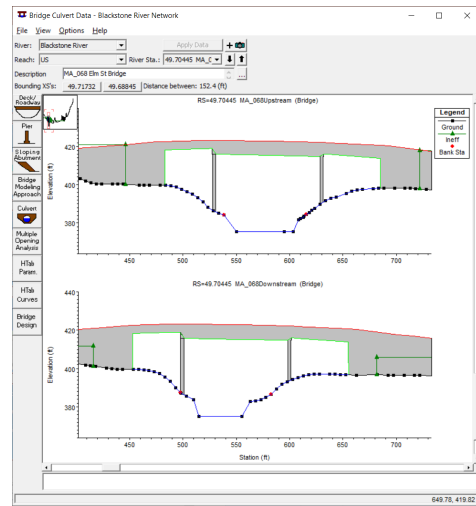 Bridge Culvert Data - Blackstone River Network
File View Options Help
River: Blackstone River Apply Data
Reach: US River Sta.: 49.70445 MA_(
Description MA_068 Elm St Bridge ...
Bounding XS's: 49.71732 49.68845 Distance between: 152.4 (ft)
Deck/
Roadway
Pier
Sloping
Abutment
Bridge
Modeling
Approach
Culvert
Multiple
Opening
Analysis
HTab
Param.
HTab
Curves
Bridge
Design
RS=49.70445 MA_068Upstream (Bridge)
Elevation (ft)
420
400
380
450 500 550 600 650 700
Legend
Ground
Ineff
Bank Sta
RS=49.70445 MA_068Downstream (Bridge)
Elevation (ft)
440
420
400
380
450 500 550 600 650 700
Station (ft)
649.78, 419.82